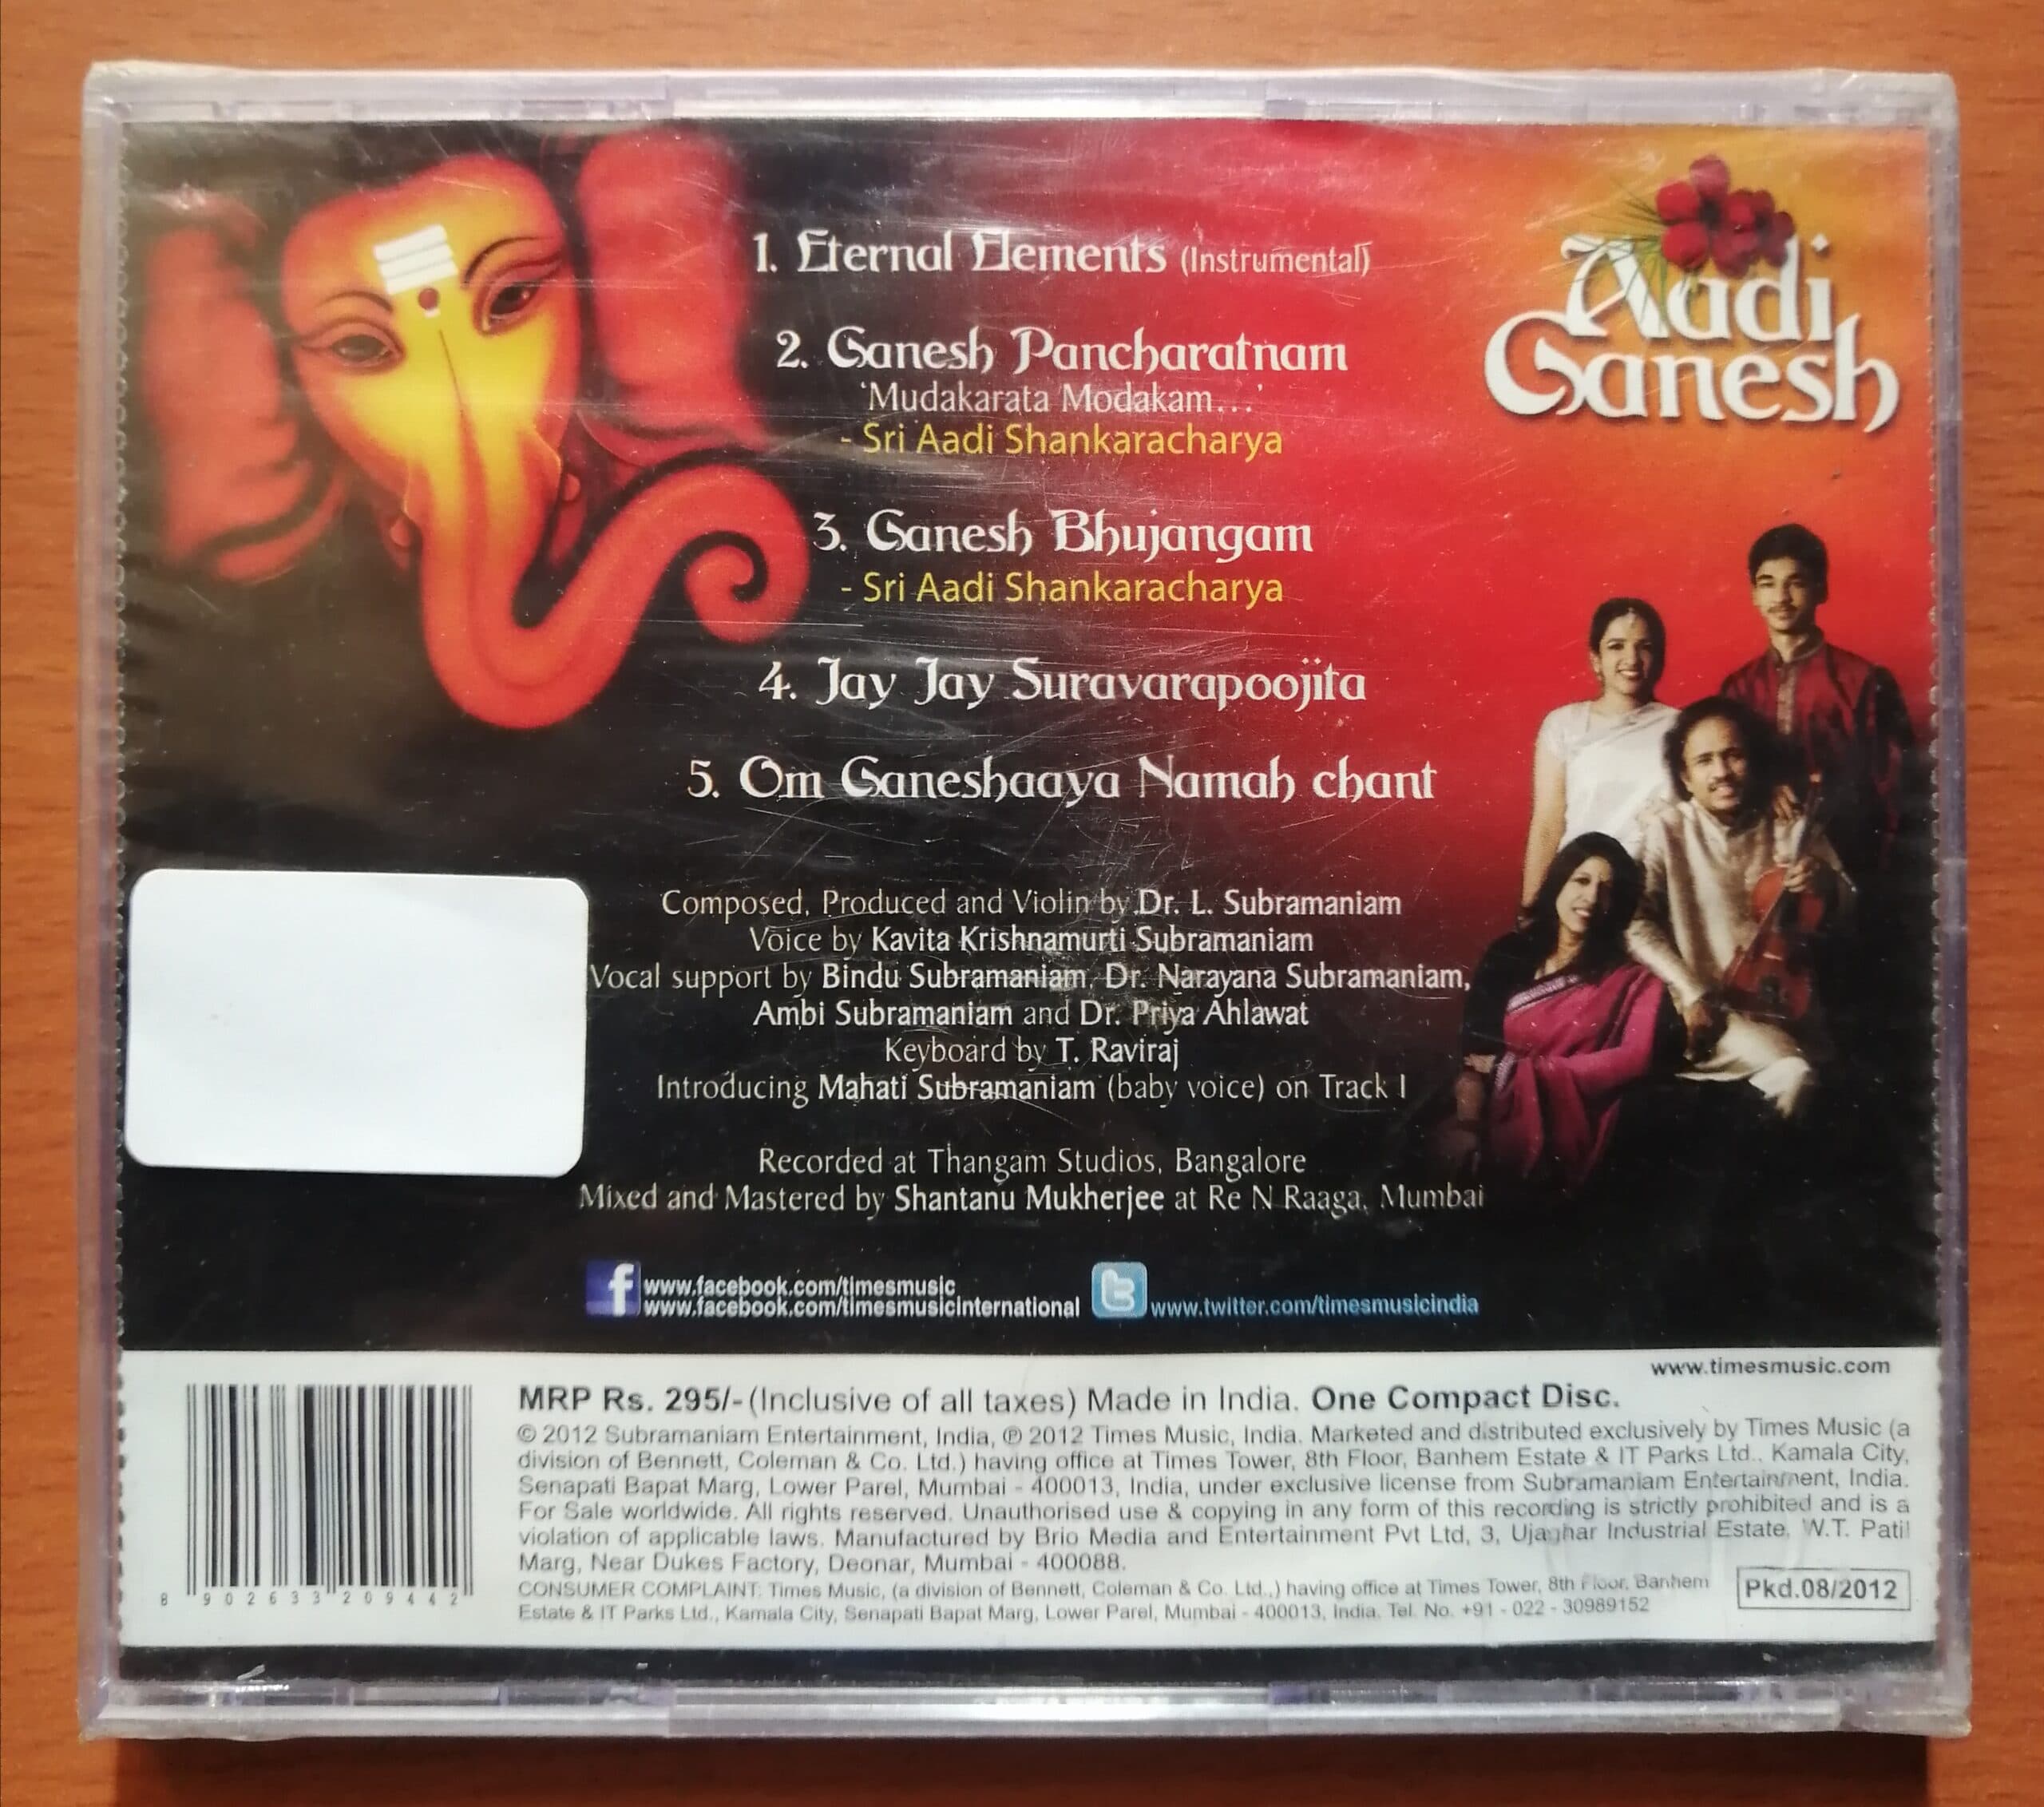 1. Eternal Elements (Instrumental)
2. Ganesh Pancharatnam
'Mudakarata Modakam...'
- Sri Aadi Shankaracharya
3. Ganesh Bhujangam
- Sri Aadi Shankaracharya
4. Jay Jay Suravarapoojita
5. Om Ganeshaaya Namah chant
Aadi
Ganesh
Composed, Produced and Violin by Dr. L. Subramaniam
Voice by Kavita Krishnamurti Subramaniam
Vocal support by Bindu Subramaniam, Dr. Narayana Subramaniam,
Ambi Subramaniam and Dr. Priya Ahlawat
Keyboard by T. Raviraj
Introducing Mahati Subramaniam (baby voice) on Track 1
Recorded at Thangam Studios, Bangalore
Mixed and Mastered by Shantanu Mukherjee at Re N Raaga, Mumbai
f www.facebook.com/timesmusic
www.facebook.com/timesmusicinternational
t www.twitter.com/timesmusicindia
www.timesmusic.com
MRP Rs. 295/- (Inclusive of all taxes) Made in India. One Compact Disc.
© 2012 Subramaniam Entertainment, India, ℗ 2012 Times Music, India. Marketed and distributed exclusively by Times Music (a
division of Bennett, Coleman & Co. Ltd.) having office at Times Tower, 8th Floor, Banhem Estate & IT Parks Ltd., Kamala City,
Senapati Bapat Marg, Lower Parel, Mumbai - 400013, India, under exclusive license from Subramaniam Entertainment, India.
For Sale worldwide. All rights reserved. Unauthorised use & copying in any form of this recording is strictly prohibited and is a
violation of applicable laws. Manufactured by Brio Media and Entertainment Pvt Ltd, 3, Ujaghar Industrial Estate, W.T. Patil
Marg, Near Dukes Factory, Deonar, Mumbai - 400088.
CONSUMER COMPLAINT: Times Music, (a division of Bennett, Coleman & Co. Ltd.,) having office at Times Tower, 8th Floor, Banhem
Estate & IT Parks Ltd., Kamala City, Senapati Bapat Marg, Lower Parel, Mumbai - 400013, India. Tel. No. +91 - 022 - 30989152
Pkd.08/2012
8 902633 209442